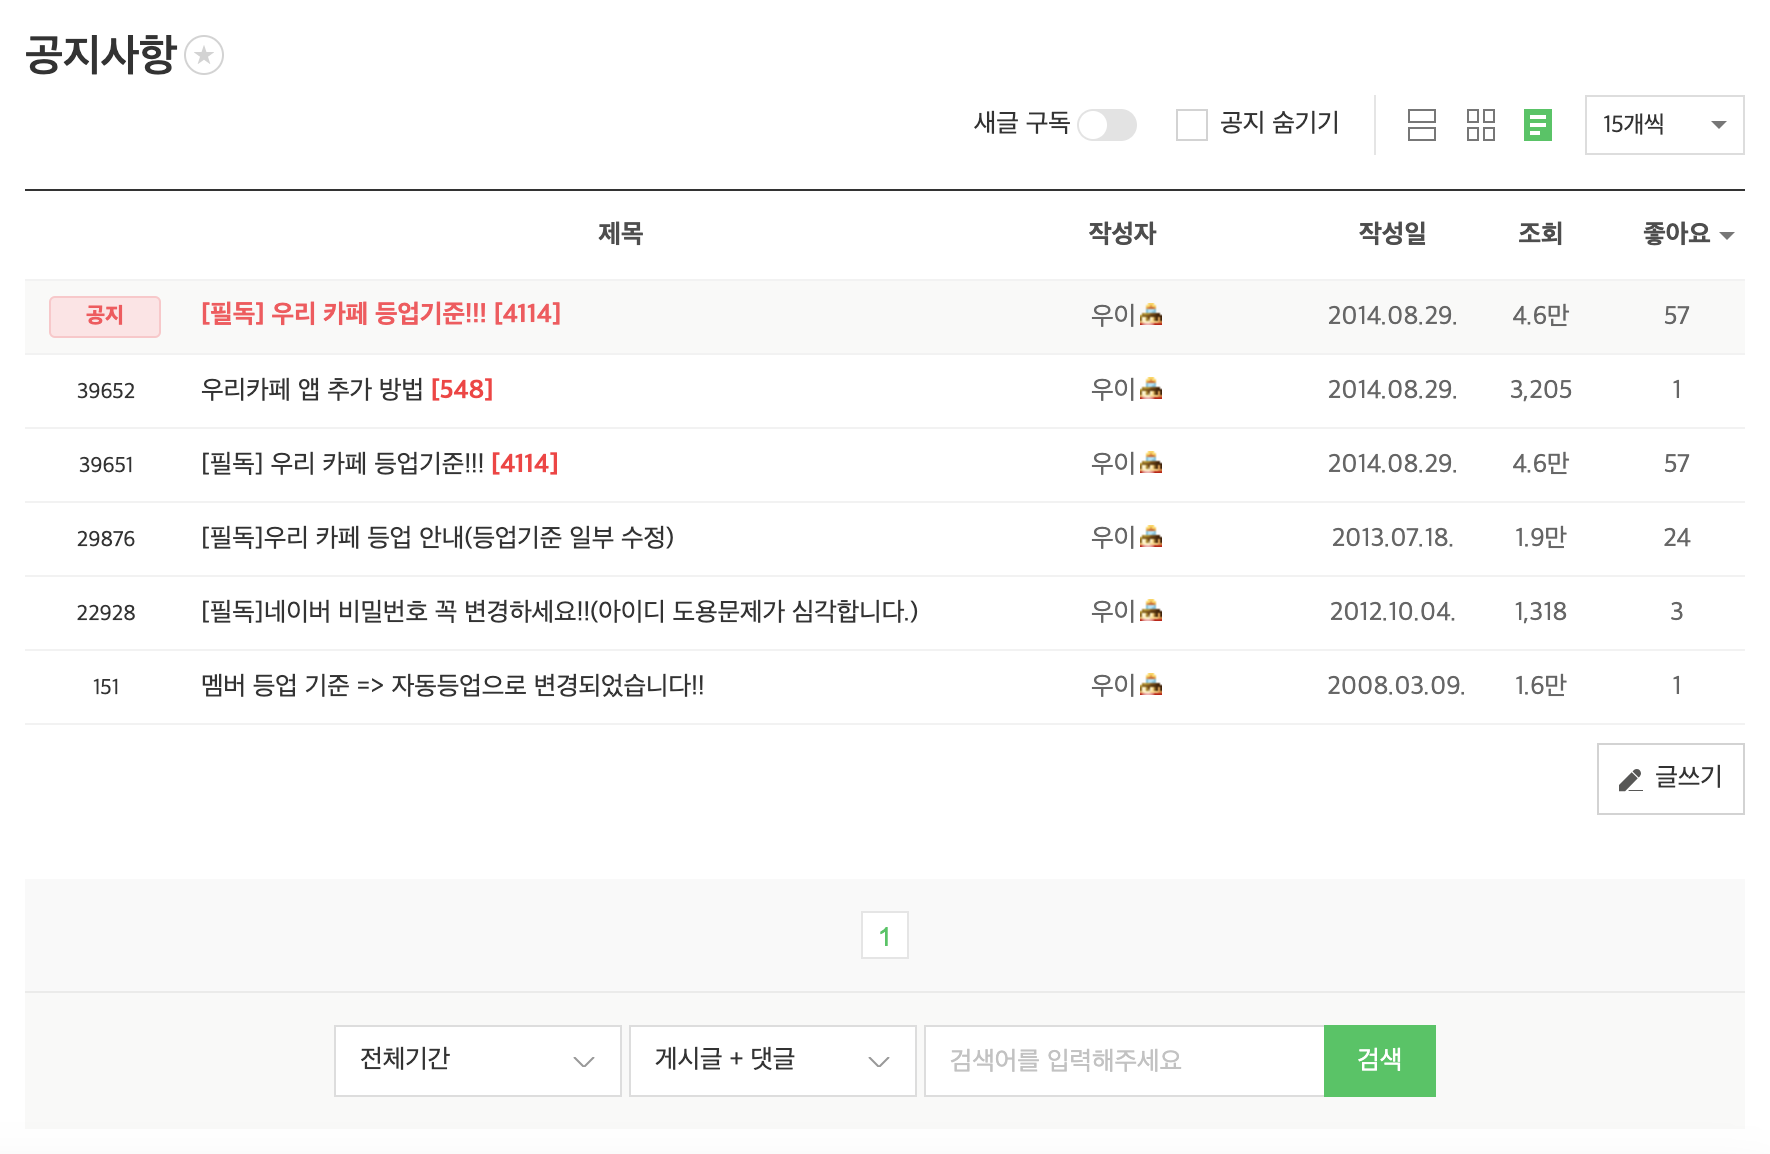 공지사항
새글 구독 공지 숨기기 15개씩
제목 작성자 작성일 조회 좋아요
공지 [필독] 우리 카페 등업기준!!! [4114] 우이 2014.08.29. 4.6만 57
39652 우리카페 앱 추가 방법 [548] 우이 2014.08.29. 3,205 1
39651 [필독] 우리 카페 등업기준!!! [4114] 우이 2014.08.29. 4.6만 57
29876 [필독]우리 카페 등업 안내(등업기준 일부 수정) 우이 2013.07.18. 1.9만 24
22928 [필독]네이버 비밀번호 꼭 변경하세요!!(아이디 도용문제가 심각합니다.) 우이 2012.10.04. 1,318 3
151 멤버 등업 기준 => 자동등업으로 변경되었습니다!! 우이 2008.03.09. 1.6만 1
글쓰기
1
전체기간 게시글 + 댓글 검색어를 입력해주세요 검색